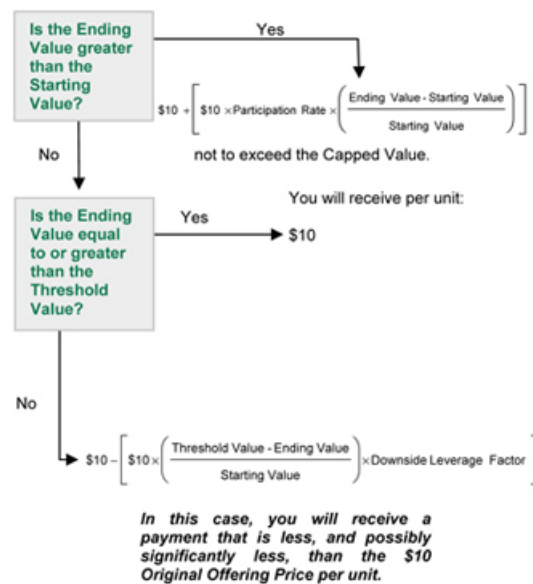 Is the Ending
Value greater
than the
Starting
Value?
Yes
$10 + [ $10 ×Participation Rate × ( Ending Value - Starting Value / Starting Value ) ]
not to exceed the Capped Value.
No
You will receive per unit:
Is the Ending
Value equal
to or greater
than the
Threshold
Value?
Yes
$10
No
$10 – [ $10× ( Threshold Value - Ending Value / Starting Value ) ×Downside Leverage Factor ]
In this case, you will receive a
payment that is less, and possibly
significantly less, than the $10
Original Offering Price per unit.